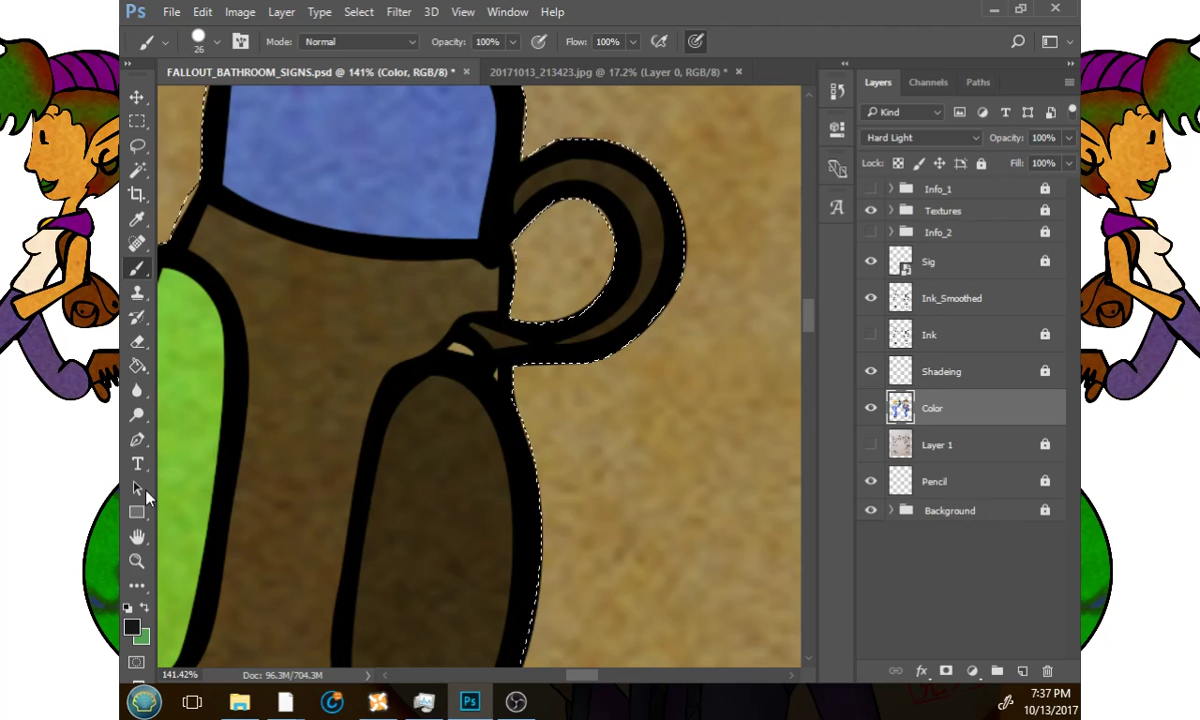 Ps File Edit Image Layer Type Select Filter 3D View Window Help
26 Mode: Normal Opacity: 100% Flow: 100%
FALLOUT_BATHROOM_SIGNS.psd @ 141% (Color, RGB/8) * × 20171013_213423.jpg @ 17.2% (Layer 0, RGB/8) * ×
Layers Channels Paths
Kind
Hard Light Opacity: 100%
Lock: Fill: 100%
Info_1
Textures
Info_2
Sig
Ink_Smoothed
Ink
Shadeing
Color
Layer 1
Pencil
Background
141.42% Doc: 96.3M/704.3M
Ps
7:37 PM
10/13/2017